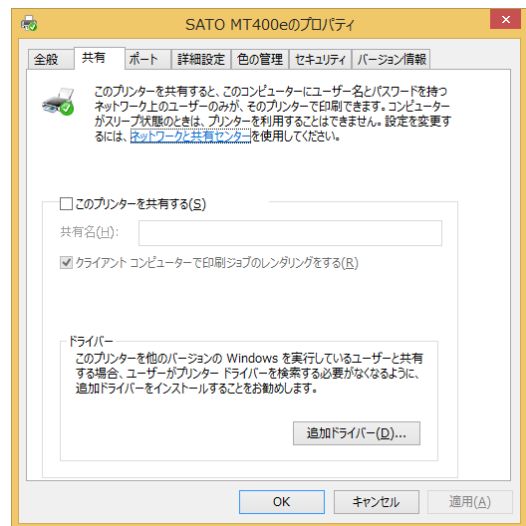 SATO MT400eのプロパティ
全般 共有 ポート 詳細設定 色の管理 セキュリティ バージョン情報
このプリンターを共有すると、このコンピューターにユーザー名とパスワードを持つ
ネットワーク上のユーザーのみが、そのプリンターで印刷できます。コンピューター
がスリープ状態のときは、プリンターを利用することはできません。設定を変更す
るには、ネットワークと共有センターを使用してください。
このプリンターを共有する(S)
共有名(H):
クライアント コンピューターで印刷ジョブのレンダリングをする(R)
ドライバー
このプリンターを他のバージョンの Windows を実行しているユーザーと共有
する場合、ユーザーがプリンター ドライバーを検索する必要がなくなるように、
追加ドライバーをインストールすることをお勧めします。
追加ドライバー(D)...
OK キャンセル 適用(A)